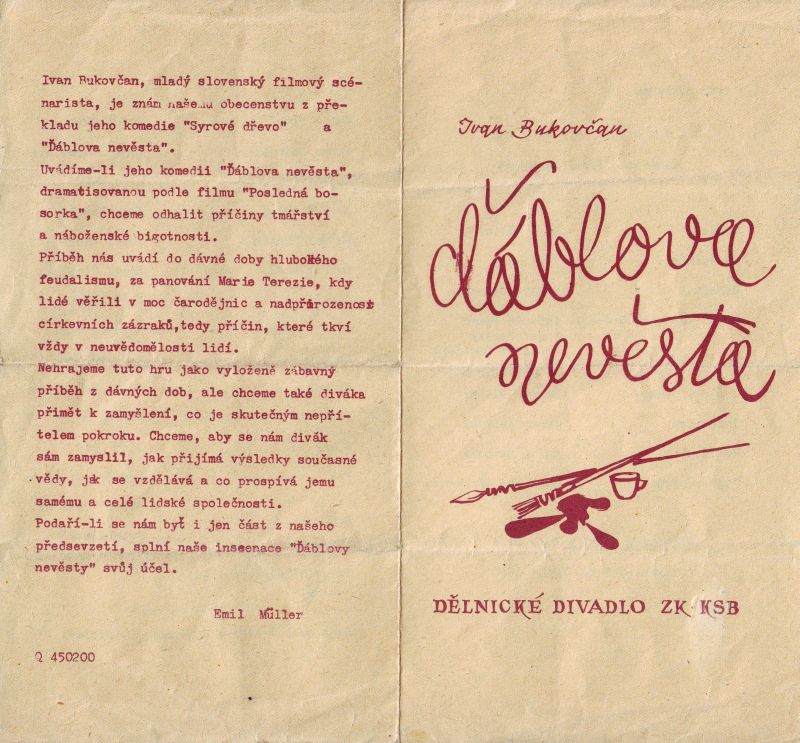 Ivan Bukovčan, mladý slovenský filmový scé-
narista, je znám našemu obecenstvu z pře-
kladu jeho komedie "Syrové dřevo" a
"Ďáblova nevěsta".
Uvádíme-li jeho komedii "Ďáblova nevěsta",
dramatisovanou podle filmu "Posledná bo-
sorka", chceme odhalit příčiny tmářství
a náboženské bigotnosti.
Příběh nás uvádí do dávné doby hlubokého
feudalismu, za panování Marie Terezie, kdy
lidé věřili v moc čarodějnic a nadpřirozenost
církevních zázraků,tedy příčin, které tkví
vždy v neuvědomělosti lidí.
Nehrajeme tuto hru jako vyloženě zábavný
příběh z dávných dob, ale chceme také diváka
přimět k zamyšlení, co je skutečným nepří-
telem pokroku. Chceme, aby se nám divák
sám zamyslil, jak přijímá výsledky současné
vědy, jak se vzdělává a co prospívá jemu
samému a celé lidské společnosti.
Podaří-li se nám byť i jen část z našeho
předsevzetí, splní naše inscenace "Ďáblovy
nevěsty" svůj účel.
Emil Müller
Q 450200
Ivan Bukovčan
ďáblova
nevěsta
DĚLNICKÉ DIVADLO ZK KSB